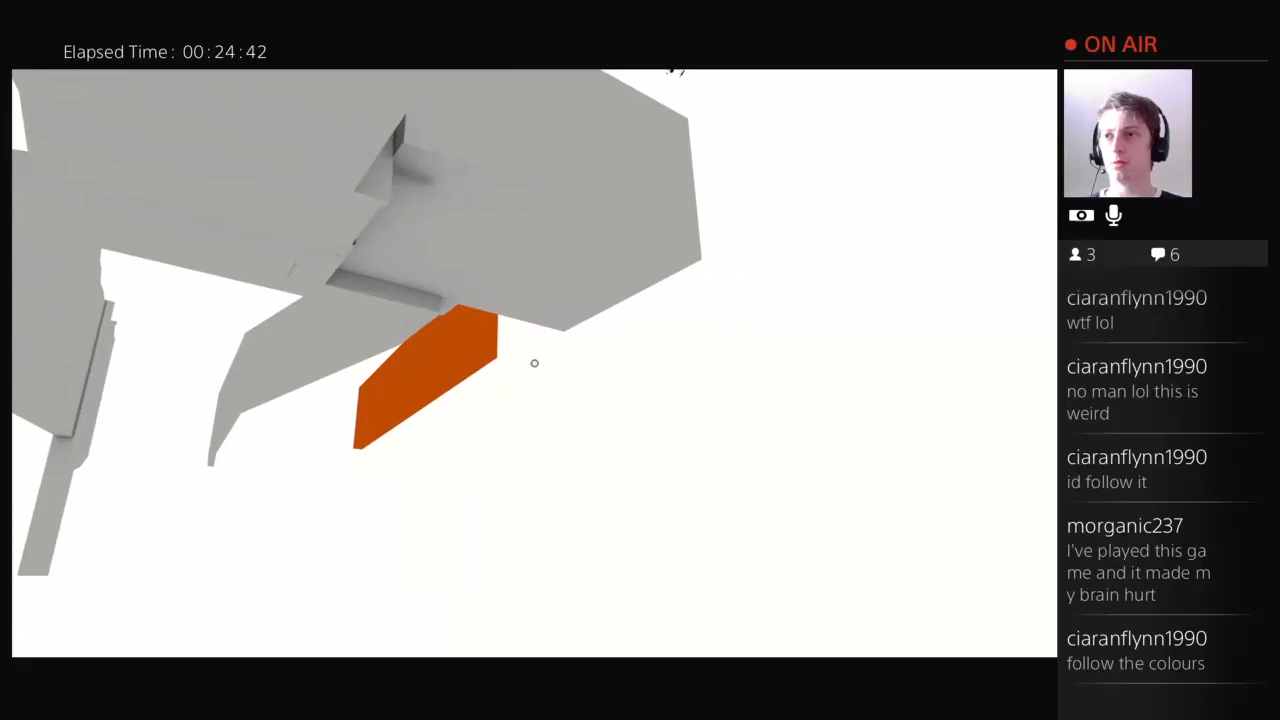 Elapsed Time: 00:24:42
ON AIR
3
6
ciaranflynn1990
wtf lol
ciaranflynn1990
no man lol this is
weird
ciaranflynn1990
id follow it
morganic237
I've played this ga
me and it made m
y brain hurt
ciaranflynn1990
follow the colours